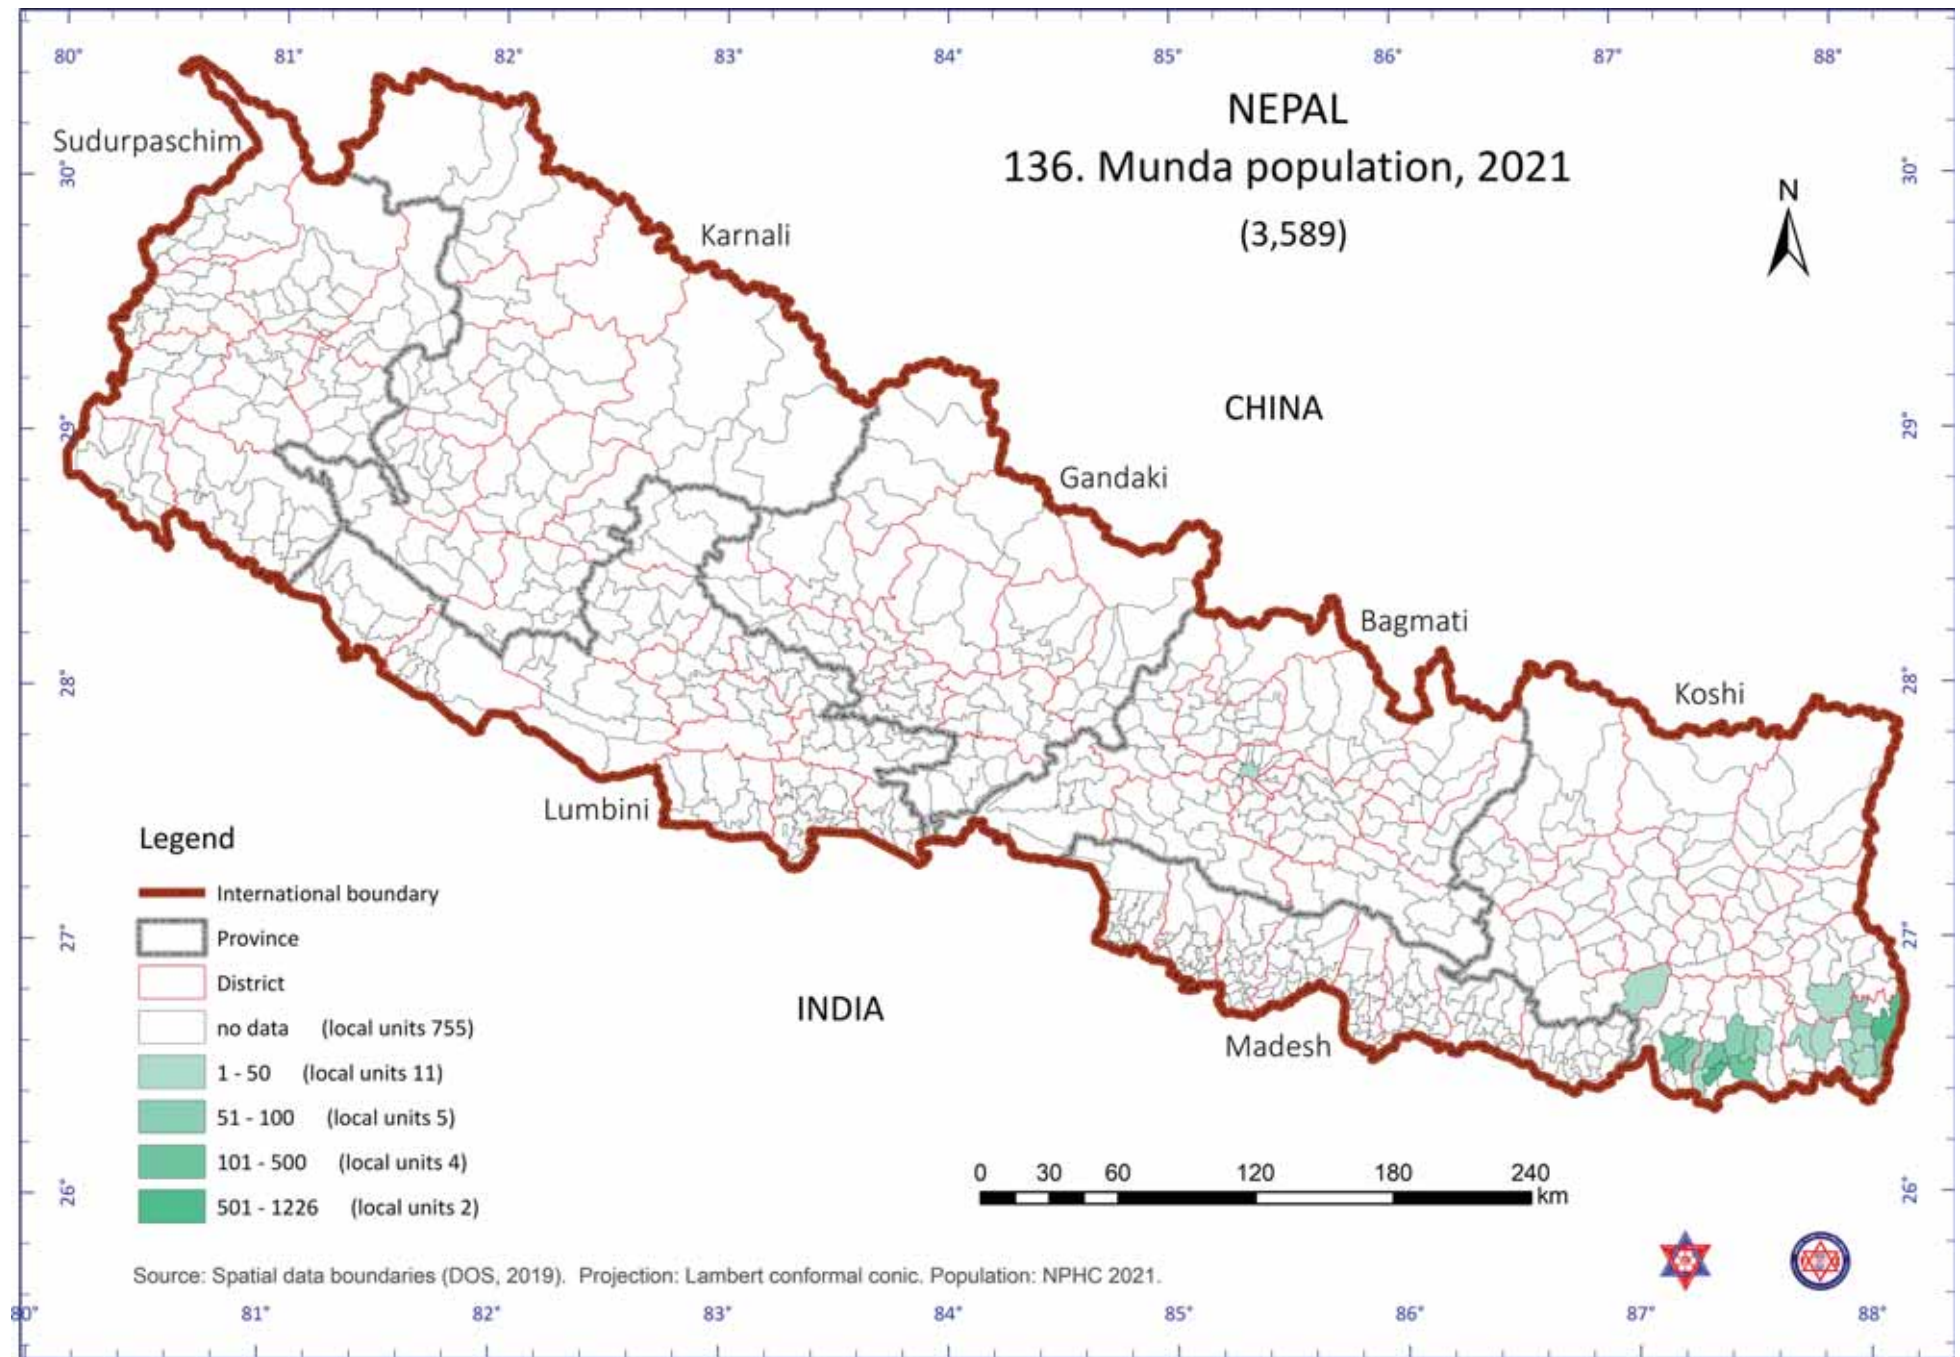 80° 81° 82° 83° 84° 85° 86° 87° 88°
NEPAL
136. Munda population, 2021
(3,589)
N
Sudurpaschim
30°
30°
Karnali
CHINA
29°
29°
Gandaki
Bagmati
28°
28°
Koshi
Lumbini
Legend
International boundary
Province
District
no data (local units 755)
1 - 50 (local units 11)
51 - 100 (local units 5)
101 - 500 (local units 4)
501 - 1226 (local units 2)
27°
27°
INDIA
Madesh
0 30 60 120 180 240
km
26°
26°
Source: Spatial data boundaries (DOS, 2019). Projection: Lambert conformal conic. Population: NPHC 2021.
80° 81° 82° 83° 84° 85° 86° 87° 88°